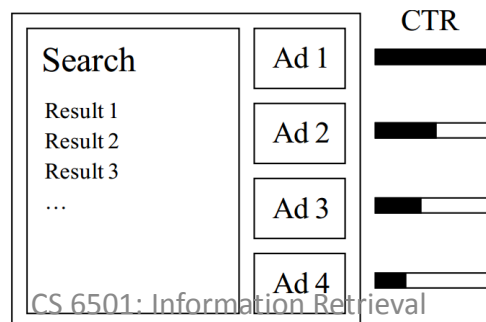 CTR
Search
Result 1
Result 2
Result 3
...
Ad 1
Ad 2
Ad 3
Ad 4
CS 6501: Information Retrieval